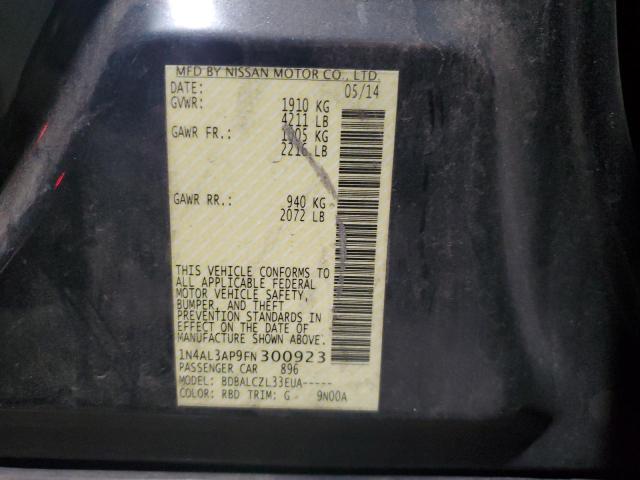 MFD BY NISSAN MOTOR CO., LTD.
DATE: 05/14
GVWR: 1910 KG
4211 LB
GAWR FR.: 1005 KG
2216 LB
GAWR RR.: 940 KG
2072 LB
THIS VEHICLE CONFORMS TO
ALL APPLICABLE FEDERAL
MOTOR VEHICLE SAFETY,
BUMPER, AND THEFT
PREVENTION STANDARDS IN
EFFECT ON THE DATE OF
MANUFACTURE SHOWN ABOVE.
1N4AL3AP9FN300923
PASSENGER CAR 896
MODEL: BDBALCZL33EUA-----
COLOR: RBD TRIM: G 9N00A